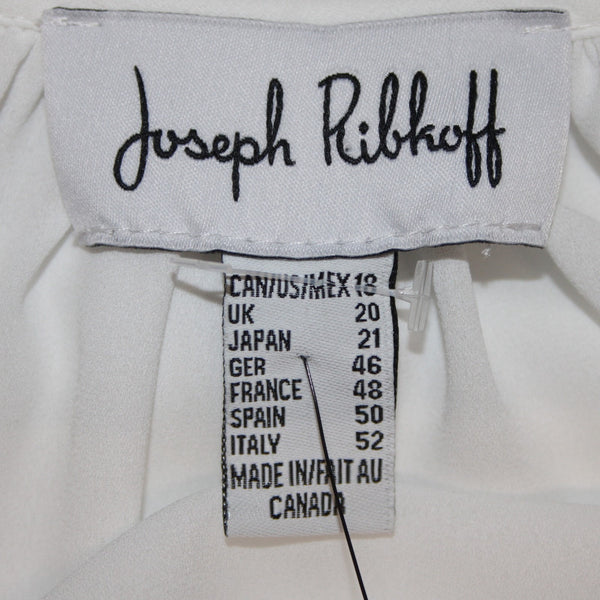 Joseph Ribkoff
CAN/US/MEX 18
UK 20
JAPAN 21
GER 46
FRANCE 48
SPAIN 50
ITALY 52
MADE IN/FAIT AU
CANADA